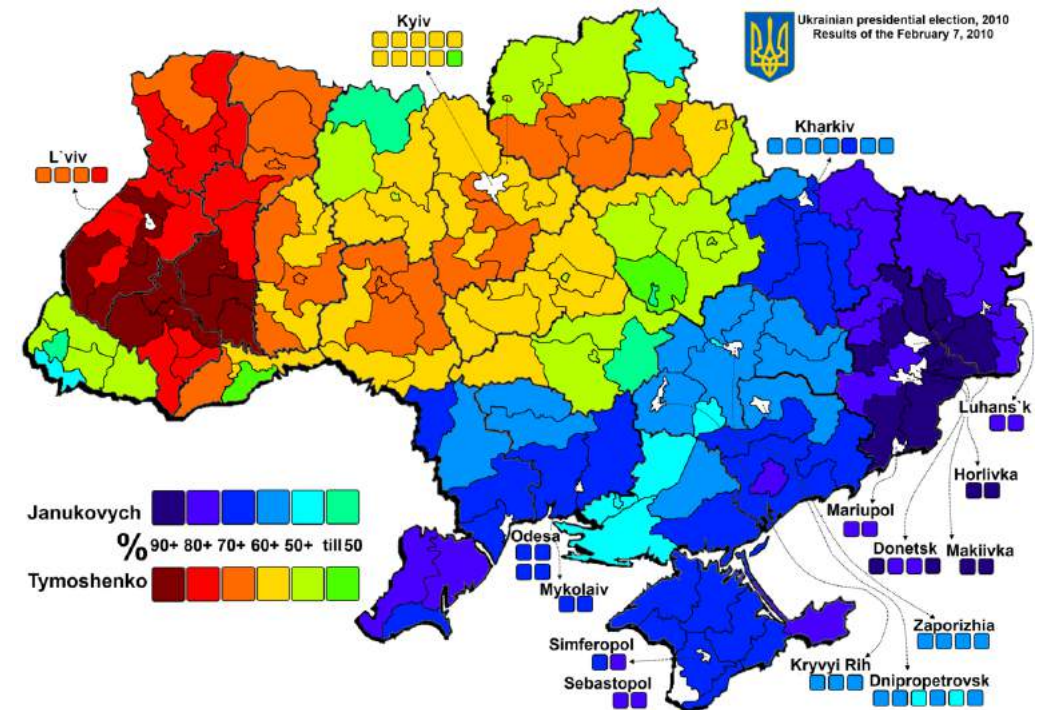 Ukrainian presidential election, 2010
Results of the February 7, 2010
Kyiv
Kharkiv
L`viv
Luhans`k
Horlivka
Mariupol
Donetsk
Makiivka
Odesa
Mykolaiv
Zaporizhia
Simferopol
Kryvyi Rih
Dnipropetrovsk
Sebastopol
Janukovych
% 90+ 80+ 70+ 60+ 50+ till 50
Tymoshenko